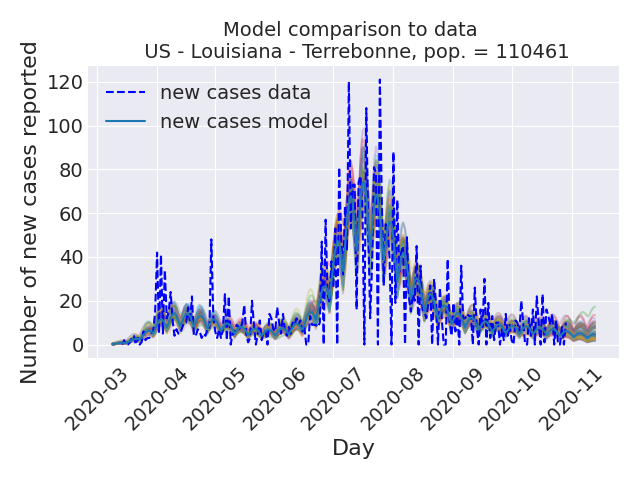 Model comparison to data
US - Louisiana - Terrebonne, pop. = 110461
Number of new cases reported
120
100
80
60
40
20
0
new cases data
new cases model
2020-03
2020-04
2020-05
2020-06
2020-07
2020-08
2020-09
2020-10
2020-11
Day